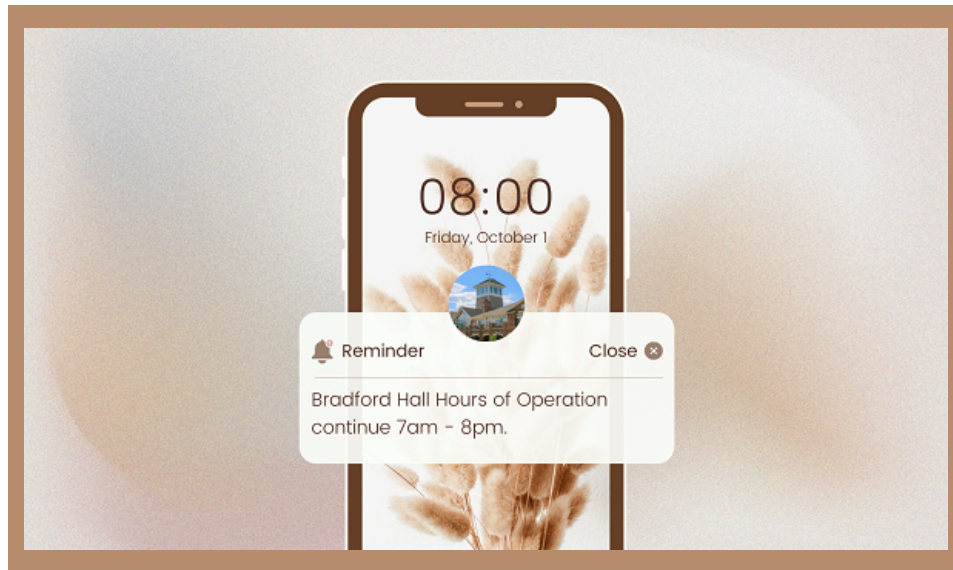 08:00
Friday, October 1
Reminder
Close
Bradford Hall Hours of Operation
continue 7am - 8pm.